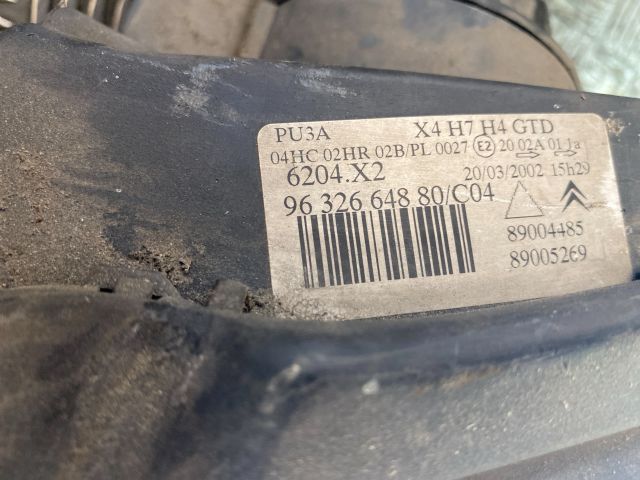 PU3A X4 H7 H4 GTD
04HC 02HR 02B/PL 0027 E2 20 02A 01 1a
6204.X2 20/03/2002 15h29
96 326 648 80/C04
89004485
89005269